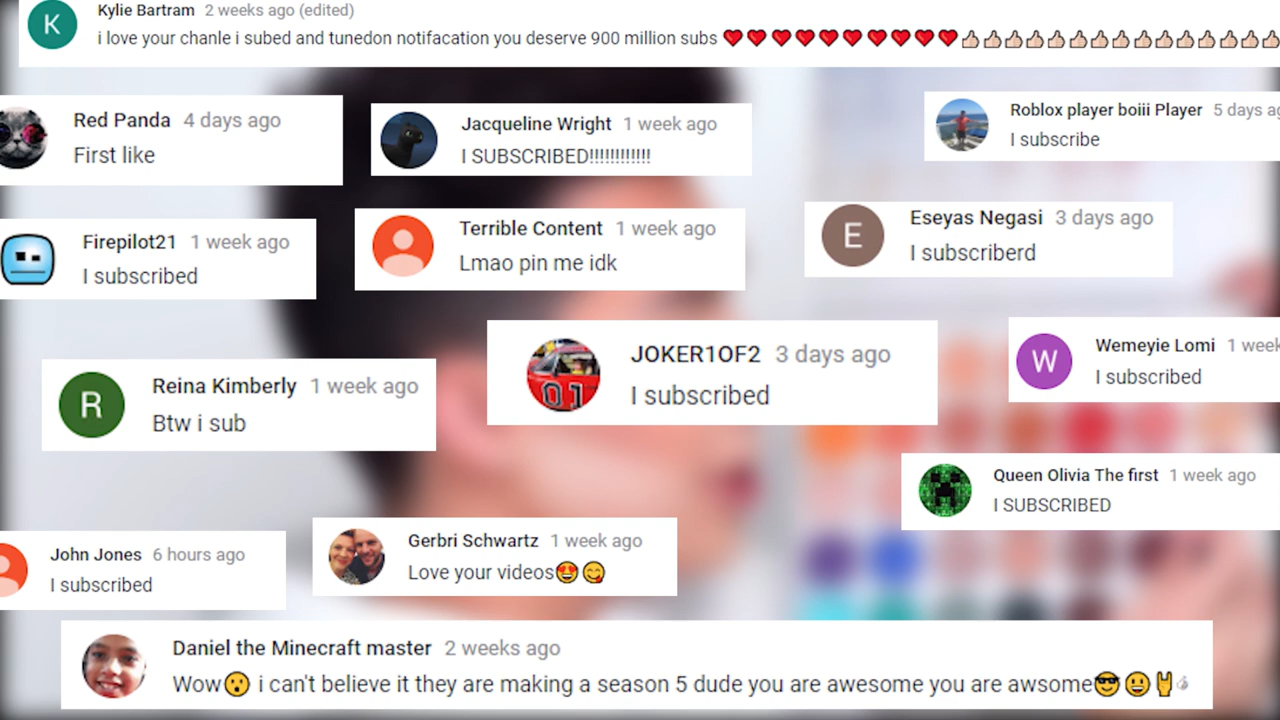 Kylie Bartram 2 weeks ago (edited)
i love your chanle i subed and tunedon notifacation you deserve 900 million subs ❤️❤️❤️❤️❤️❤️❤️❤️❤️❤️👍🏻👍🏻👍🏻👍🏻👍🏻👍🏻👍🏻👍🏻👍🏻👍🏻👍🏻👍🏻👍🏻👍🏻👍🏻
Red Panda 4 days ago
First like
Jacqueline Wright 1 week ago
I SUBSCRIBED!!!!!!!!!!!!
Roblox player boiii Player 5 days
I subscribe
Firepilot21 1 week ago
I subscribed
Terrible Content 1 week ago
Lmao pin me idk
E
Eseyas Negasi 3 days ago
I subscriberd
R
Reina Kimberly 1 week ago
Btw i sub
01
JOKER1OF2 3 days ago
I subscribed
W
Wemeyie Lomi 1 week
I subscribed
Queen Olivia The first 1 week ago
I SUBSCRIBED
John Jones 6 hours ago
I subscribed
Gerbri Schwartz 1 week ago
Love your videos😍😋
Daniel the Minecraft master 2 weeks ago
Wow😮 i can't believe it they are making a season 5 dude you are awesome you are awsome😎😀🤘
K